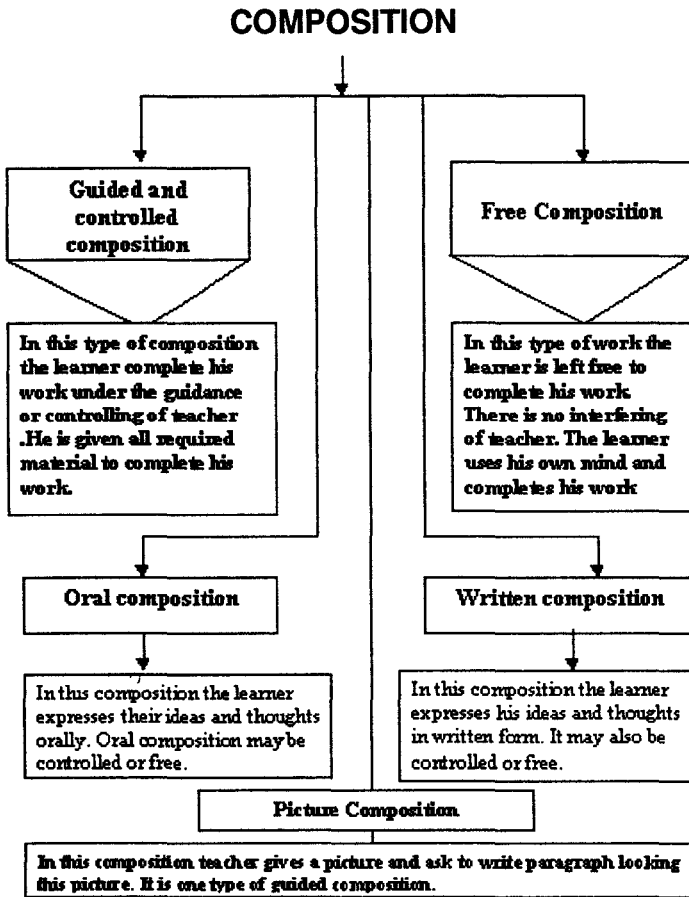 COMPOSITION
Guided and
controlled
composition
Free Composition
In this type of composition
the learner complete his
work under the guidance
or controlling of teacher
.He is given all required
material to complete his
work.
In this type of work the
learner is left free to
complete his work.
There is no interfering
of teacher. The learner
uses his own mind and
completes his work
Oral composition
Written composition
In this composition the learner
expresses their ideas and thoughts
orally. Oral composition may be
controlled or free.
In this composition the learner
expresses his ideas and thoughts
in written form. It may also be
controlled or free.
Picture Composition
In this composition teacher gives a picture and ask to write paragraph looking
this picture. It is one type of guided composition.